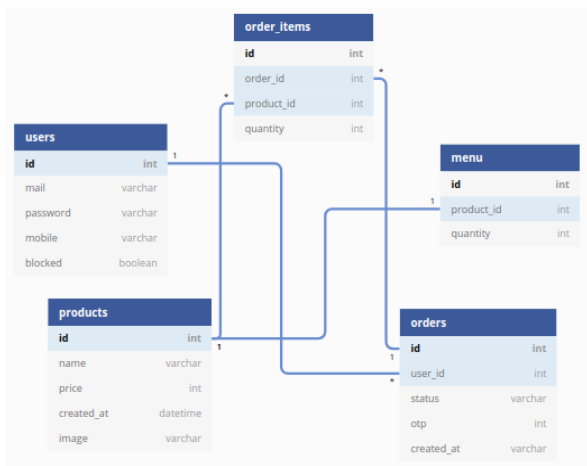 order_items
id int
order_id int
product_id int
quantity int
*
*
users
id int
mail varchar
password varchar
mobile varchar
blocked boolean
1
menu
id int
product_id int
quantity int
1
products
id int
name varchar
price int
created_at datetime
image varchar
1
orders
id int
user_id int
status varchar
otp int
created_at varchar
1
*